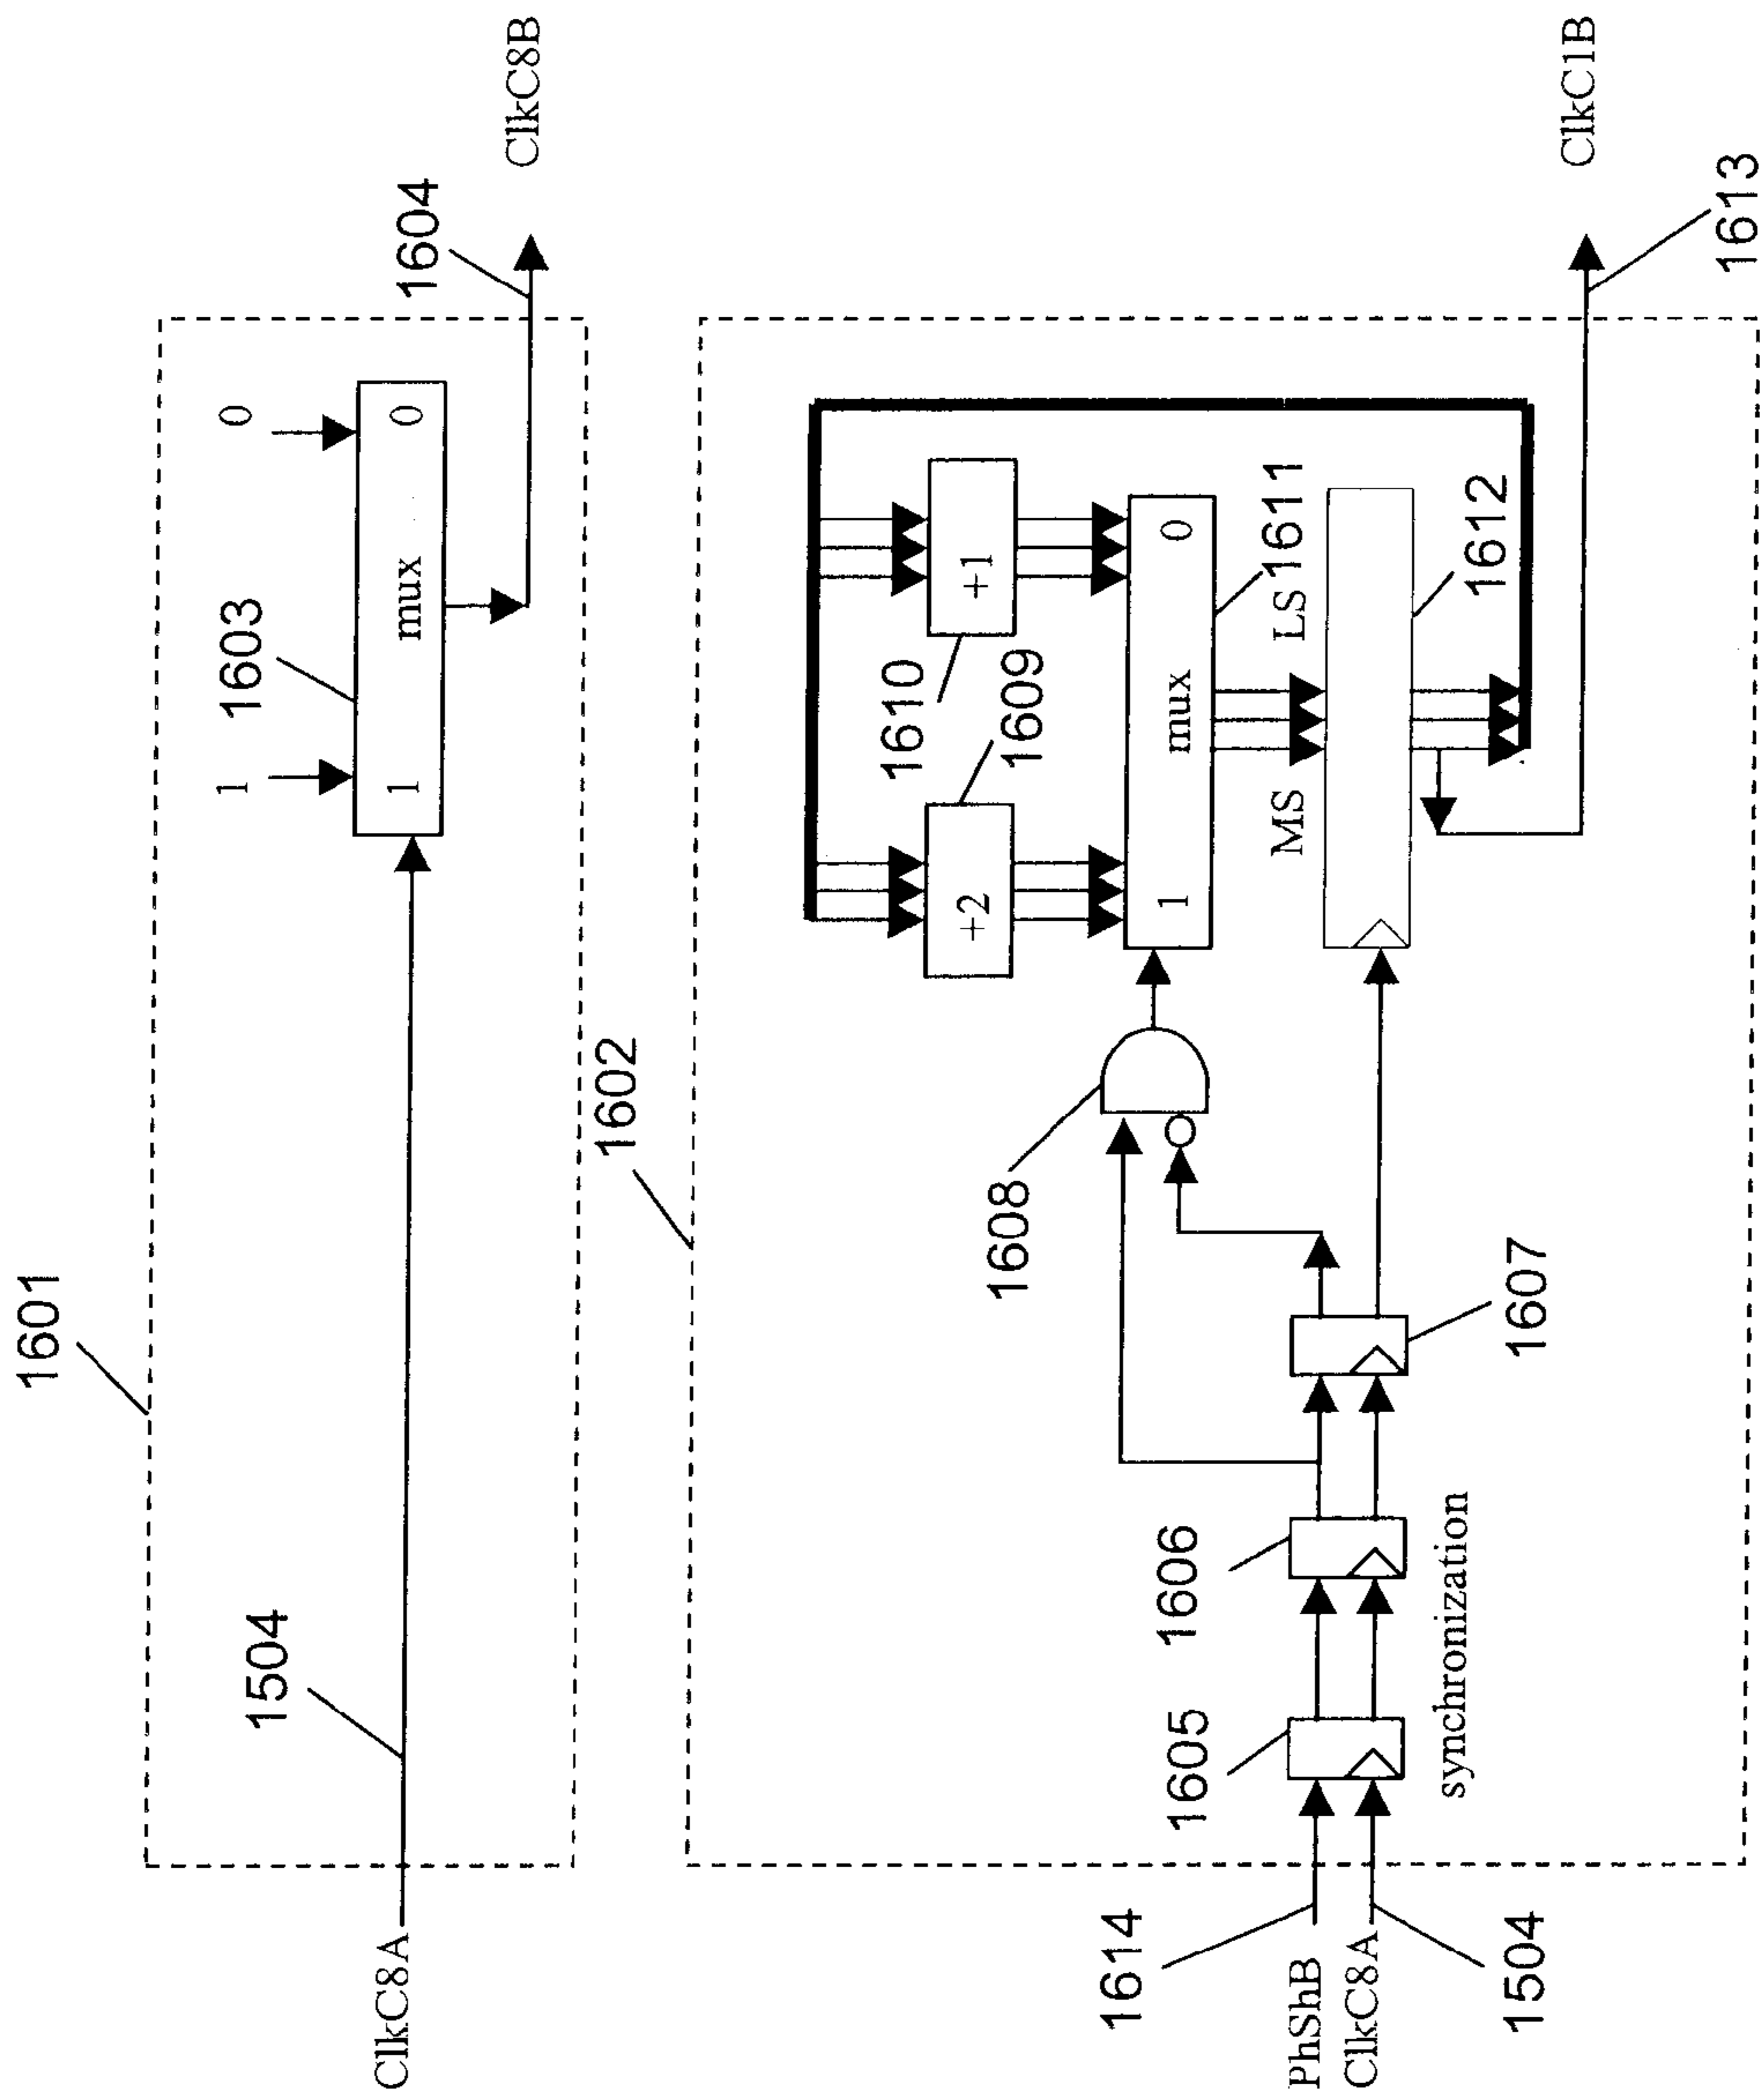 1601
ClkC8A
1504
1603
1
0
1
mux
0
1604
ClkC8B
1602
1614
PhShB
ClkC8A
1504
1605
1606
synchronization
1607
1608
+2
1609
+1
1610
1
mux
0
1611
MS
LS
1612
ClkC1B
1613